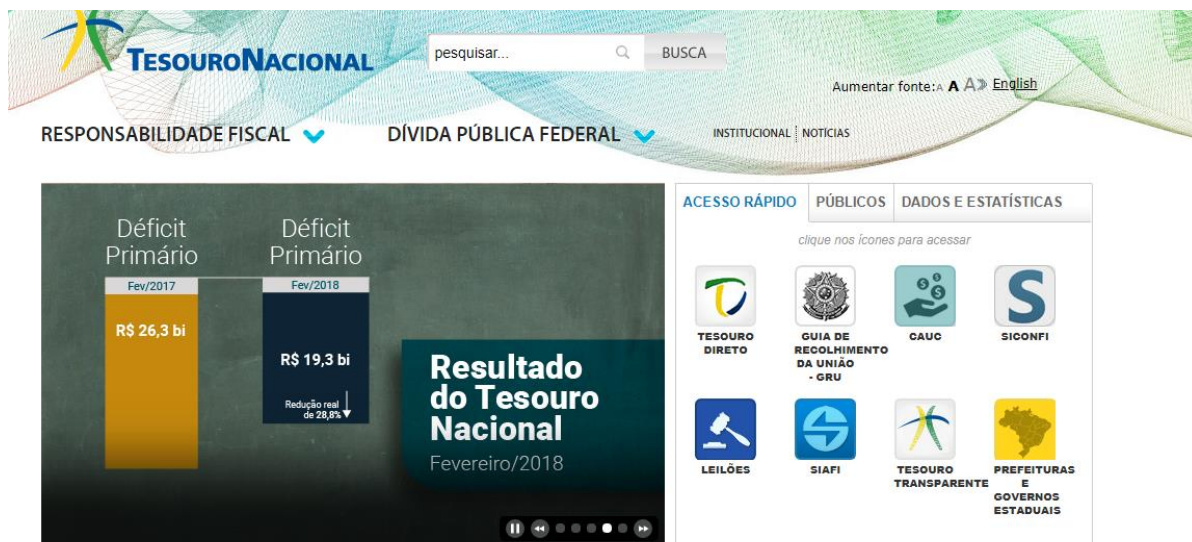 TESOURONACIONAL
pesquisar...
BUSCA
Aumentar fonte: A A A English
RESPONSABILIDADE FISCAL
DÍVIDA PÚBLICA FEDERAL
INSTITUCIONAL
NOTÍCIAS
Déficit
Primário
Fev/2017
R$ 26,3 bi
Déficit
Primário
Fev/2018
R$ 19,3 bi
Redução real
de 28,8%
Resultado
do Tesouro
Nacional
Fevereiro/2018
ACESSO RÁPIDO
PÚBLICOS
DADOS E ESTATÍSTICAS
clique nos ícones para acessar
TESOURO
DIRETO
GUIA DE
RECOLHIMENTO
DA UNIÃO
- GRU
CAUC
SICONFI
LEILÕES
SIAFI
TESOURO
TRANSPARENTE
PREFEITURAS
E
GOVERNOS
ESTADUAIS